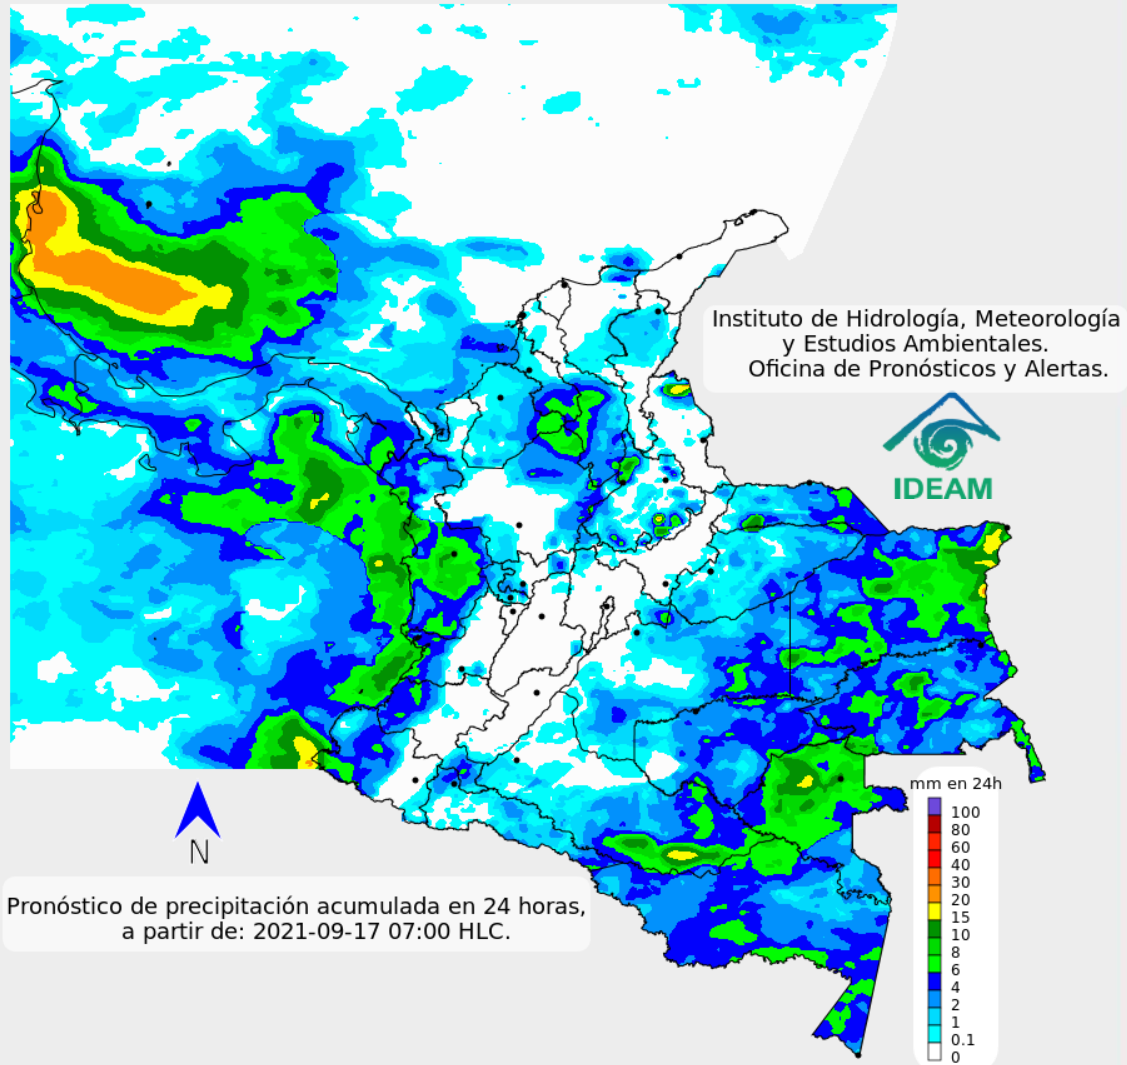 Instituto de Hidrología, Meteorología
y Estudios Ambientales.
Oficina de Pronósticos y Alertas.
IDEAM
mm en 24h
100
80
60
40
30
20
15
10
8
6
4
2
1
0.1
0
N
Pronóstico de precipitación acumulada en 24 horas,
a partir de: 2021-09-17 07:00 HLC.